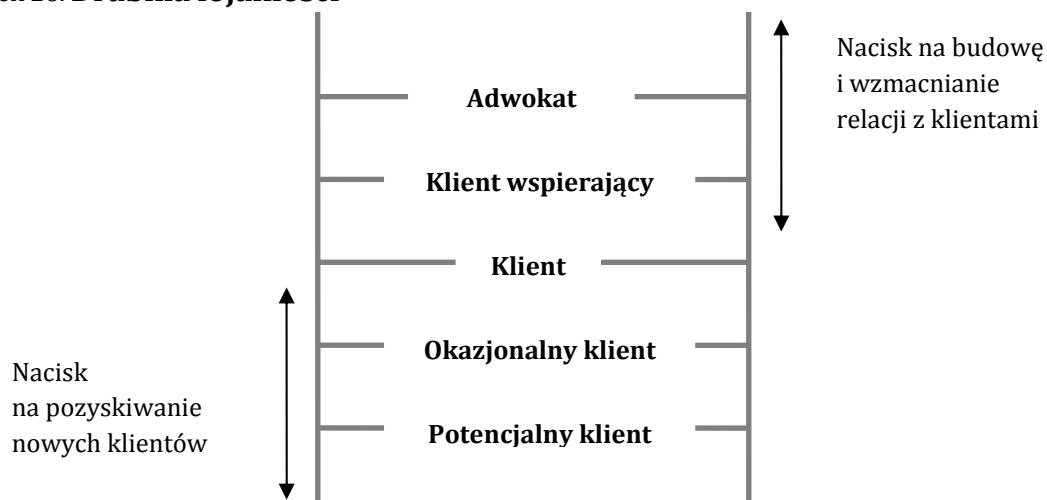 Nacisk na budowę
i wzmacnianie
relacji z klientami
Adwokat
Klient wspierający
Klient
Okazjonalny klient
Potencjalny klient
Nacisk
na pozyskiwanie
nowych klientów